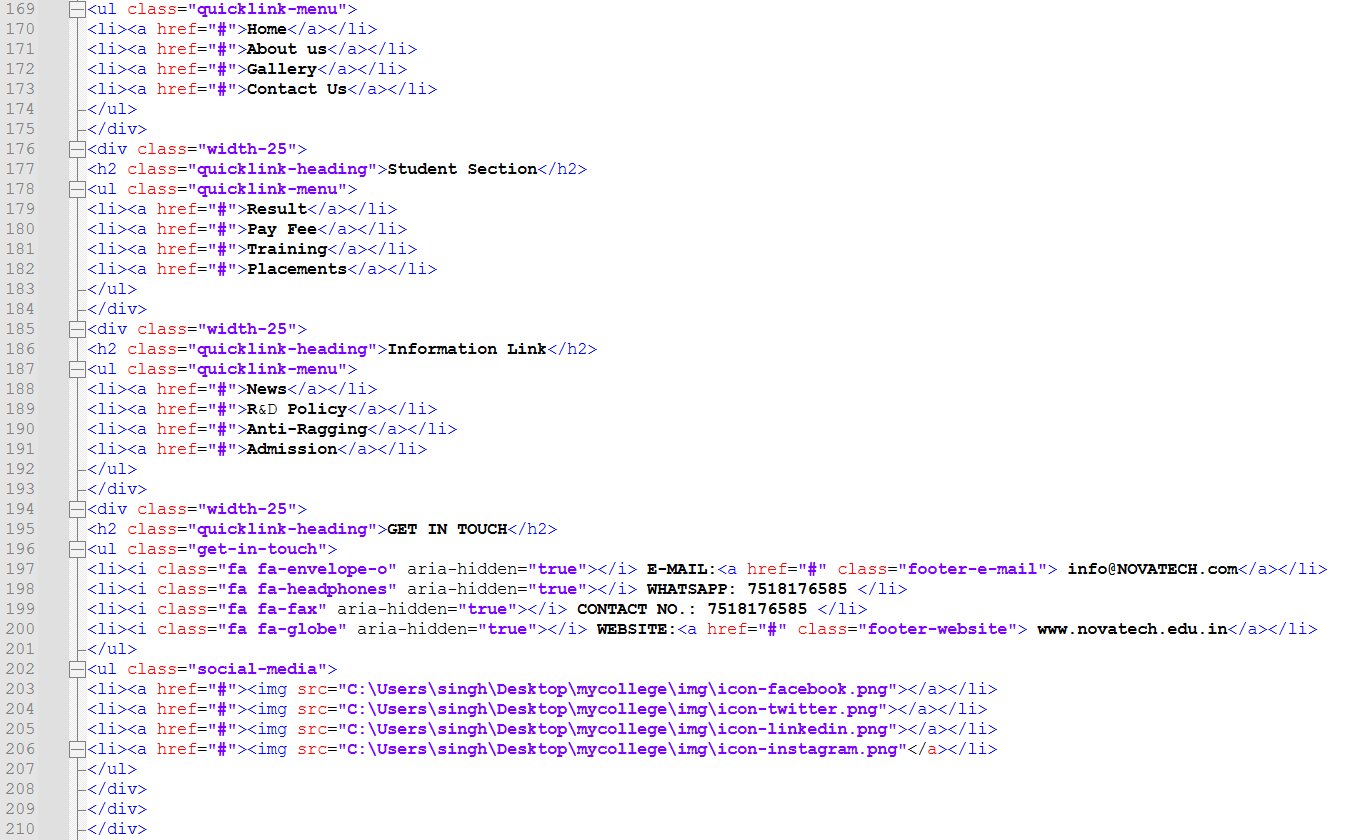 169 <ul class="quicklink-menu">
170 <li><a href="#">Home</a></li>
171 <li><a href="#">About us</a></li>
172 <li><a href="#">Gallery</a></li>
173 <li><a href="#">Contact Us</a></li>
174 </ul>
175 </div>
176 <div class="width-25">
177 <h2 class="quicklink-heading">Student Section</h2>
178 <ul class="quicklink-menu">
179 <li><a href="#">Result</a></li>
180 <li><a href="#">Pay Fee</a></li>
181 <li><a href="#">Training</a></li>
182 <li><a href="#">Placements</a></li>
183 </ul>
184 </div>
185 <div class="width-25">
186 <h2 class="quicklink-heading">Information Link</h2>
187 <ul class="quicklink-menu">
188 <li><a href="#">News</a></li>
189 <li><a href="#">R&D Policy</a></li>
190 <li><a href="#">Anti-Ragging</a></li>
191 <li><a href="#">Admission</a></li>
192 </ul>
193 </div>
194 <div class="width-25">
195 <h2 class="quicklink-heading">GET IN TOUCH</h2>
196 <ul class="get-in-touch">
197 <li><i class="fa fa-envelope-o" aria-hidden="true"></i> E-MAIL:<a href="#" class="footer-e-mail"> info@NOVATECH.com</a></li>
198 <li><i class="fa fa-headphones" aria-hidden="true"></i> WHATSAPP: 7518176585 </li>
199 <li><i class="fa fa-fax" aria-hidden="true"></i> CONTACT NO.: 7518176585 </li>
200 <li><i class="fa fa-globe" aria-hidden="true"></i> WEBSITE:<a href="#" class="footer-website"> www.novatech.edu.in</a></li>
201 </ul>
202 <ul class="social-media">
203 <li><a href="#"><img src="C:\Users\singh\Desktop\mycollege\img\icon-facebook.png"></a></li>
204 <li><a href="#"><img src="C:\Users\singh\Desktop\mycollege\img\icon-twitter.png"></a></li>
205 <li><a href="#"><img src="C:\Users\singh\Desktop\mycollege\img\icon-linkedin.png"></a></li>
206 <li><a href="#"><img src="C:\Users\singh\Desktop\mycollege\img\icon-instagram.png"</a></li>
207 </ul>
208 </div>
209 </div>
210 </div>